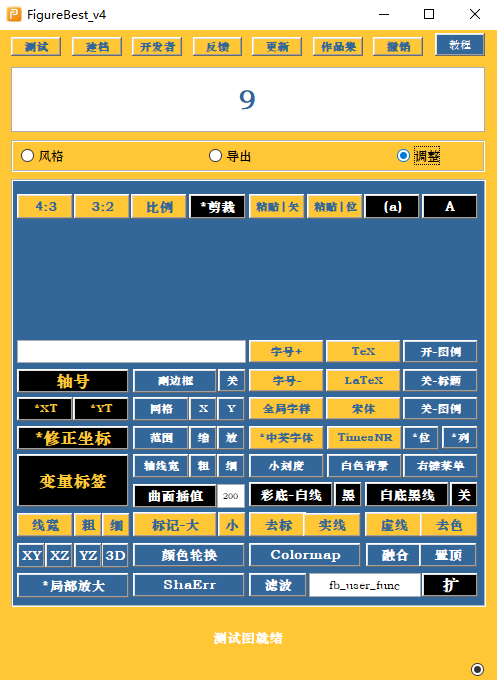 FigureBest_v4
测试 建档 开发者 反馈 更新 作品集 撤销 教程
9
风格 导出 调整
4:3 3:2 比例 *剪裁 粘贴|矢 粘贴|位 (a) A
字号+ TeX 开-图例
轴号 刷边框 关 字号- LaTeX 关-标题
*XT *YT 网格 X Y 全局字样 宋体 关-图例
*修正坐标 范围 缩 放 *中英字体 TimesNR *位 *列
变量标签 轴线宽 粗 细 小刻度 白色背景 右键菜单
曲面插值 200 彩底-白线 黑 白底黑线 关
线宽 粗 细 标记-大 小 去标 实线 虚线 去色
XY XZ YZ 3D 颜色轮换 Colormap 融合 置顶
*局部放大 ShaErr 滤波 fb_user_func 扩
测试图就绪